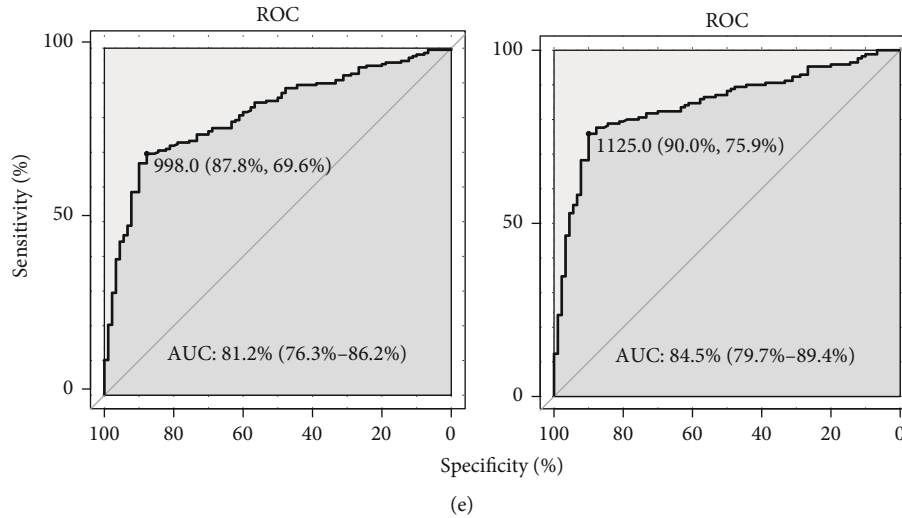 ROC
100
50
0
Sensitivity (%)
998.0 (87.8%, 69.6%)
AUC: 81.2% (76.3%–86.2%)
100 80 60 40 20 0
ROC
100
50
0
1125.0 (90.0%, 75.9%)
AUC: 84.5% (79.7%–89.4%)
100 80 60 40 20 0
Specificity (%)
(e)